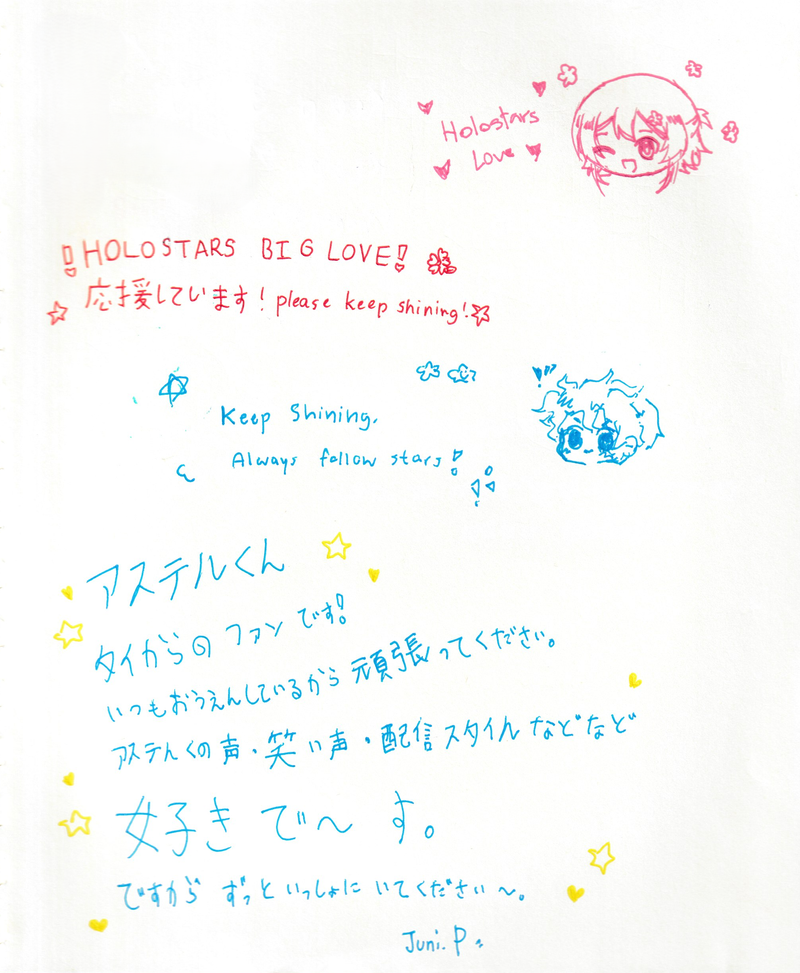 Holostars
Love
!HOLOSTARS BIG LOVE!
応援しています！please keep shining!
Keep Shining.
Always follow stars!
アステルくん
タイからの ファン です！
いつもおうえんしているから 頑張ってください。
アステんくの声・笑い声・配信スタイル などなど
好き で〜 す。
ですから ずっと いっしょに いてください〜。
Juni.P